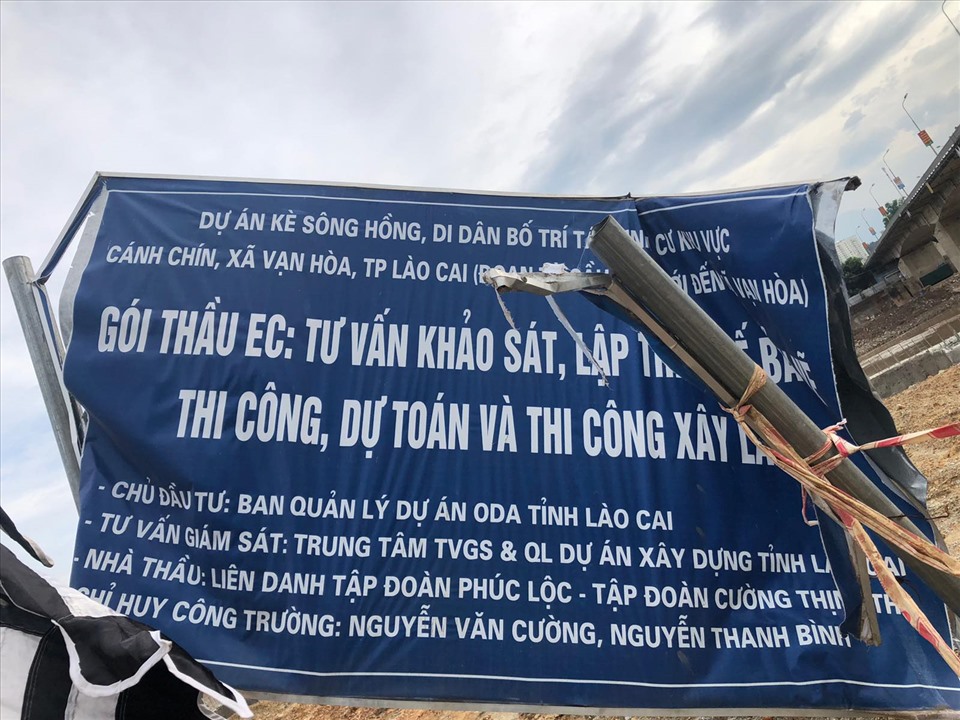 DỰ ÁN KÈ SÔNG HỒNG, DI DÂN BỐ TRÍ CƯ KHU VỰC
CÁNH CHÍN, XÃ VẠN HÒA, TP LÀO CAI (ĐOẠN ĐẾN VẠN HÒA)
GÓI THẦU EC: TƯ VẤN KHẢO SÁT, LẬP
THI CÔNG, DỰ TOÁN VÀ THI CÔNG XÂY
- CHỦ ĐẦU TƯ: BAN QUẢN LÝ DỰ ÁN ODA TỈNH LÀO CAI
- TƯ VẤN GIÁM SÁT: TRUNG TÂM TVGS & QL DỰ ÁN XÂY DỰNG TỈNH
- NHÀ THẦU: LIÊN DANH TẬP ĐOÀN PHÚC LỘC - TẬP ĐOÀN CƯỜNG
HUY CÔNG TRƯỜNG: NGUYỄN VĂN CƯỜNG, NGUYỄN THANH BÌNH